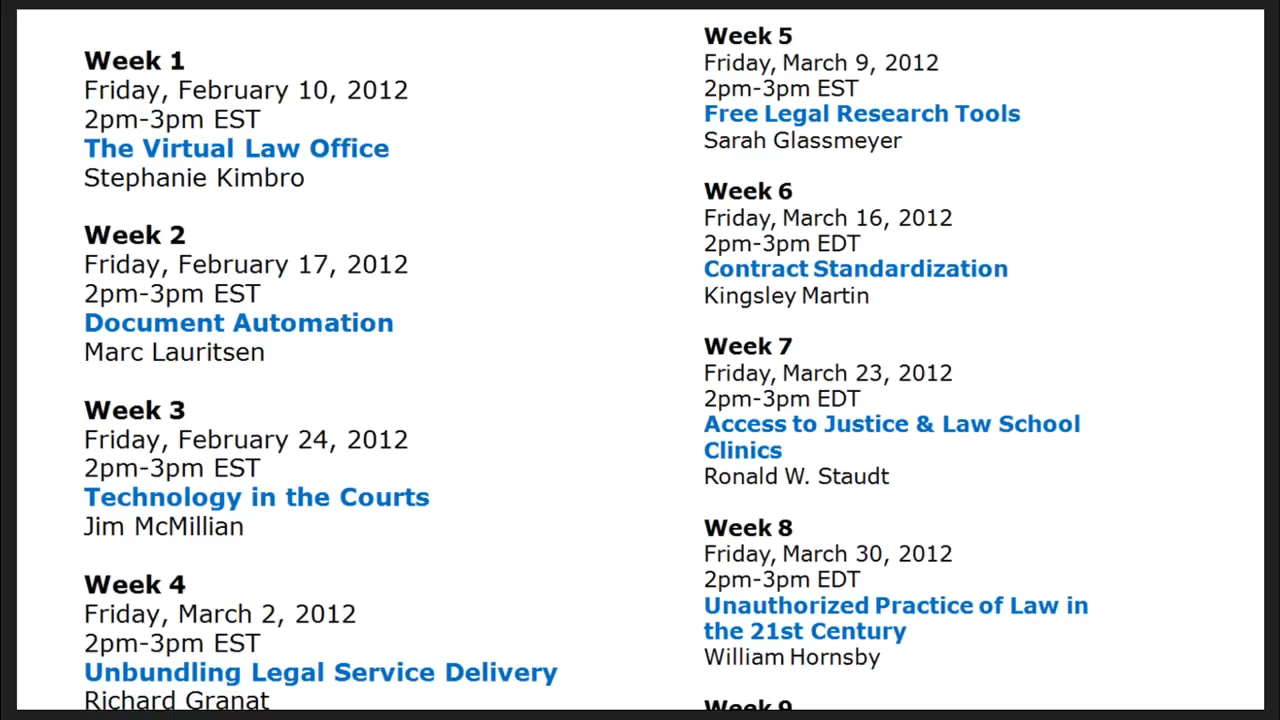 Week 1
Friday, February 10, 2012
2pm-3pm EST
The Virtual Law Office
Stephanie Kimbro
Week 2
Friday, February 17, 2012
2pm-3pm EST
Document Automation
Marc Lauritsen
Week 3
Friday, February 24, 2012
2pm-3pm EST
Technology in the Courts
Jim McMillian
Week 4
Friday, March 2, 2012
2pm-3pm EST
Unbundling Legal Service Delivery
Richard Granat
Week 5
Friday, March 9, 2012
2pm-3pm EST
Free Legal Research Tools
Sarah Glassmeyer
Week 6
Friday, March 16, 2012
2pm-3pm EDT
Contract Standardization
Kingsley Martin
Week 7
Friday, March 23, 2012
2pm-3pm EDT
Access to Justice & Law School
Clinics
Ronald W. Staudt
Week 8
Friday, March 30, 2012
2pm-3pm EDT
Unauthorized Practice of Law in
the 21st Century
William Hornsby
Week 9